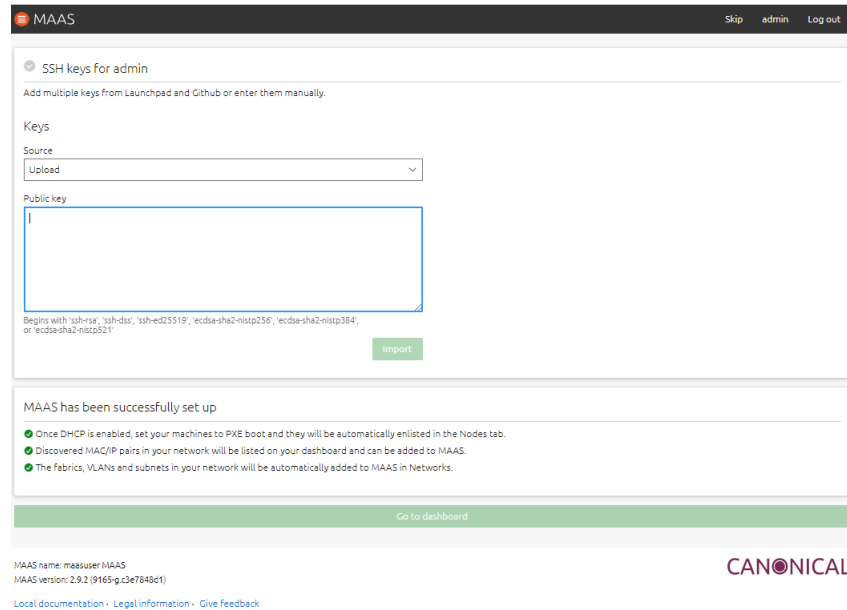 MAAS
Skip admin Log out
SSH keys for admin
Add multiple keys from Launchpad and Github or enter them manually.
Keys
Source
Upload
Public key
Begins with 'ssh-rsa', 'ssh-dss', 'ssh-ed25519', 'ecdsa-sha2-nistp256', 'ecdsa-sha2-nistp384',
or 'ecdsa-sha2-nistp521'
Import
MAAS has been successfully set up
Once DHCP is enabled, set your machines to PXE boot and they will be automatically enlisted in the Nodes tab.
Discovered MAC/IP pairs in your network will be listed on your dashboard and can be added to MAAS.
The fabrics, VLANs and subnets in your network will be automatically added to MAAS in Networks.
Go to dashboard
MAAS name: maasuser MAAS
CANONICAL
MAAS version: 2.9.2 (9165-g.c3e7848d1)
Local documentation · Legal information · Give feedback